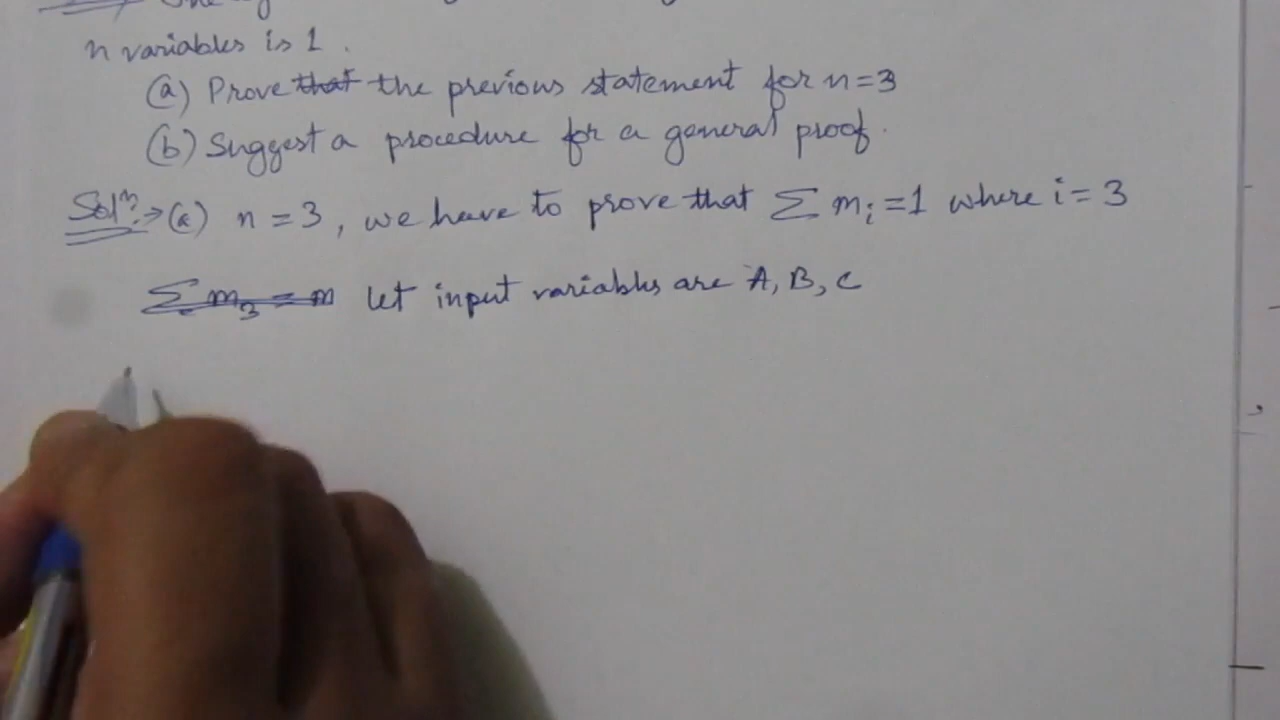 n variables is 1.
(a) Prove that the previous statement for n=3
(b) Suggest a procedure for a general proof.
Solⁿ:→(a) n = 3, we have to prove that ∑ mᵢ = 1 where i = 3
∑ m₃ = m let input variables are A, B, C